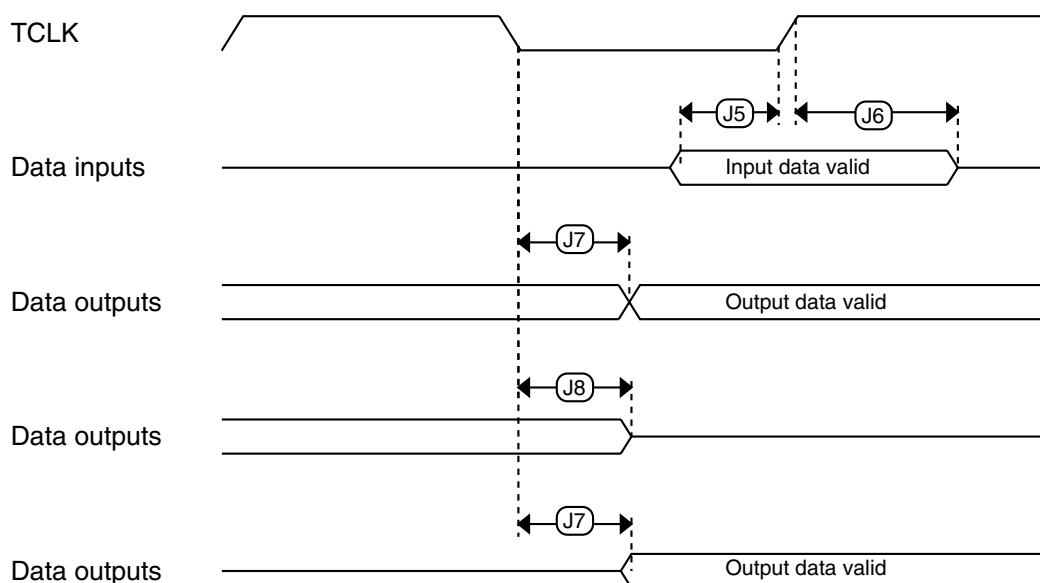 TCLK
J5
J6
Data inputs
Input data valid
J7
Data outputs
Output data valid
J8
Data outputs
J7
Data outputs
Output data valid